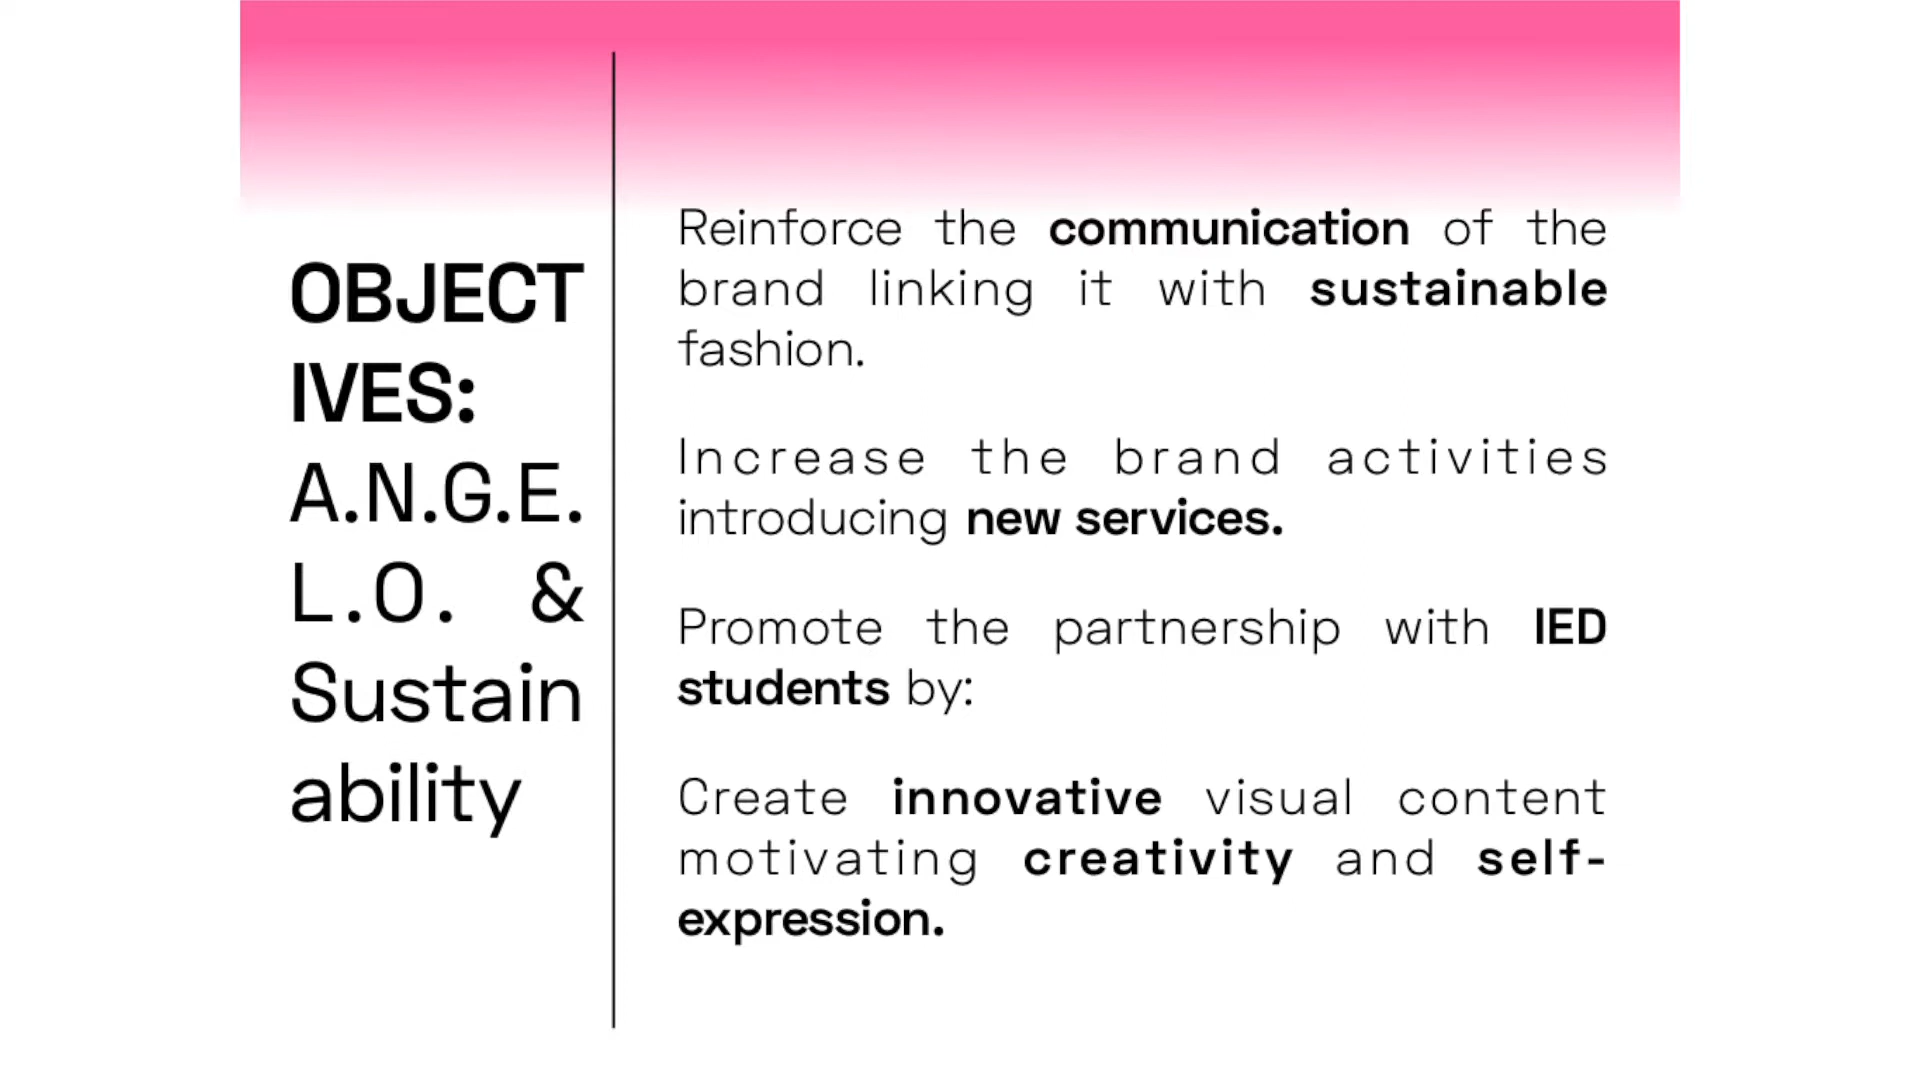 OBJECT
IVES:
A.N.G.E.
L.O. &
Sustain
ability
Reinforce the communication of the
brand linking it with sustainable
fashion.
Increase the brand activities
introducing new services.
Promote the partnership with IED
students by:
Create innovative visual content
motivating creativity and self-
expression.